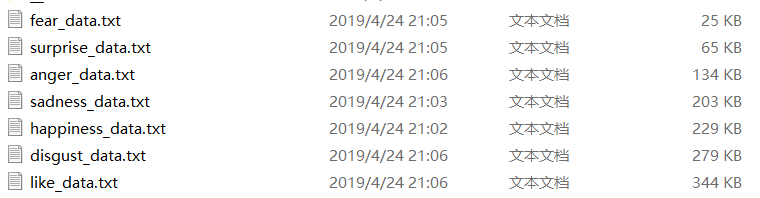 fear_data.txt 2019/4/24 21:05 文本文档 25 KB
surprise_data.txt 2019/4/24 21:05 文本文档 65 KB
anger_data.txt 2019/4/24 21:06 文本文档 134 KB
sadness_data.txt 2019/4/24 21:03 文本文档 203 KB
happiness_data.txt 2019/4/24 21:02 文本文档 229 KB
disgust_data.txt 2019/4/24 21:06 文本文档 279 KB
like_data.txt 2019/4/24 21:06 文本文档 344 KB